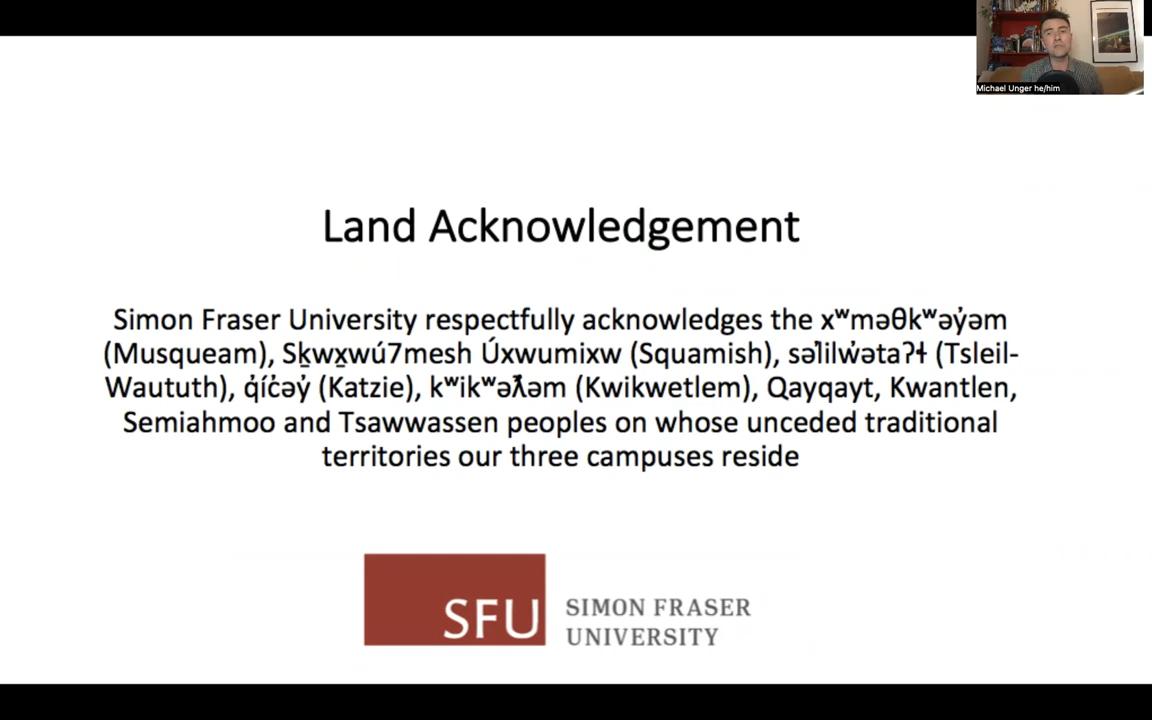 Michael Unger he/him
Land Acknowledgement
Simon Fraser University respectfully acknowledges the xʷməθkʷəy̓əm
(Musqueam), Sḵwx̱wú7mesh Úxwumixw (Squamish), səl̓ilw̓ətaʔɬ (Tsleil-
Waututh), q̓íc̓əy̓ (Katzie), kʷikʷəƛ̓əm (Kwikwetlem), Qayqayt, Kwantlen,
Semiahmoo and Tsawwassen peoples on whose unceded traditional
territories our three campuses reside
SFU
SIMON FRASER
UNIVERSITY